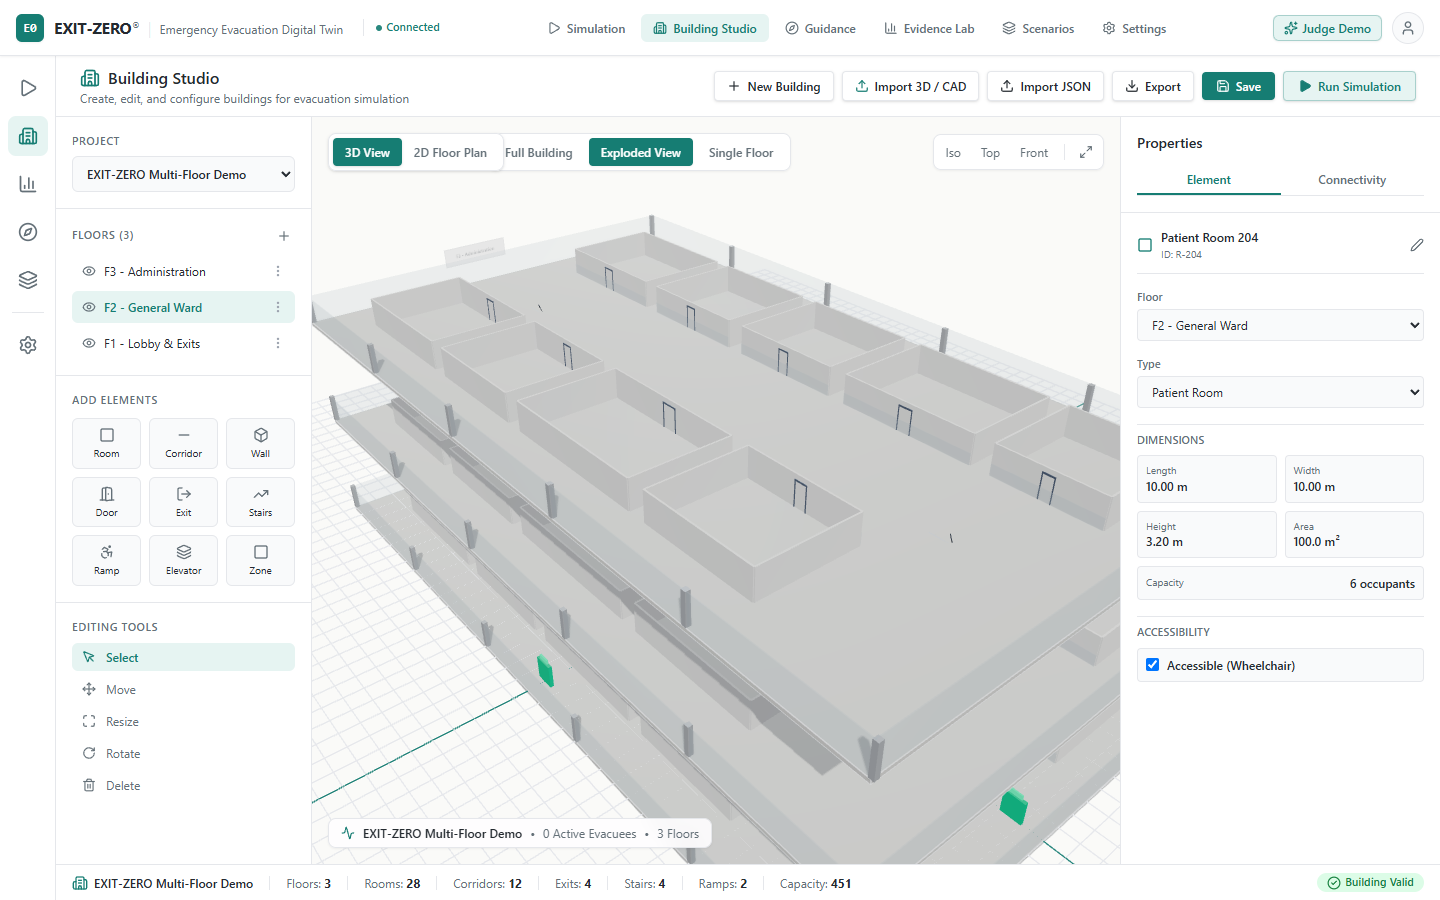 E0 EXIT-ZERO® Emergency Evacuation Digital Twin Connected Simulation Building Studio Guidance Evidence Lab Scenarios Settings Judge Demo
Building Studio
Create, edit, and configure buildings for evacuation simulation
New Building Import 3D / CAD Import JSON Export Save Run Simulation
PROJECT
EXIT-ZERO Multi-Floor Demo
FLOORS (3)
F3 - Administration
F2 - General Ward
F1 - Lobby & Exits
ADD ELEMENTS
Room Corridor Wall
Door Exit Stairs
Ramp Elevator Zone
EDITING TOOLS
Select
Move
Resize
Rotate
Delete
3D View 2D Floor Plan Full Building Exploded View Single Floor
Iso Top Front
EXIT-ZERO Multi-Floor Demo • 0 Active Evacuees • 3 Floors
Properties
Element Connectivity
Patient Room 204
ID: R-204
Floor
F2 - General Ward
Type
Patient Room
DIMENSIONS
Length Width
10.00 m 10.00 m
Height Area
3.20 m 100.0 m²
Capacity 6 occupants
ACCESSIBILITY
Accessible (Wheelchair)
EXIT-ZERO Multi-Floor Demo Floors: 3 Rooms: 28 Corridors: 12 Exits: 4 Stairs: 4 Ramps: 2 Capacity: 451 Building Valid